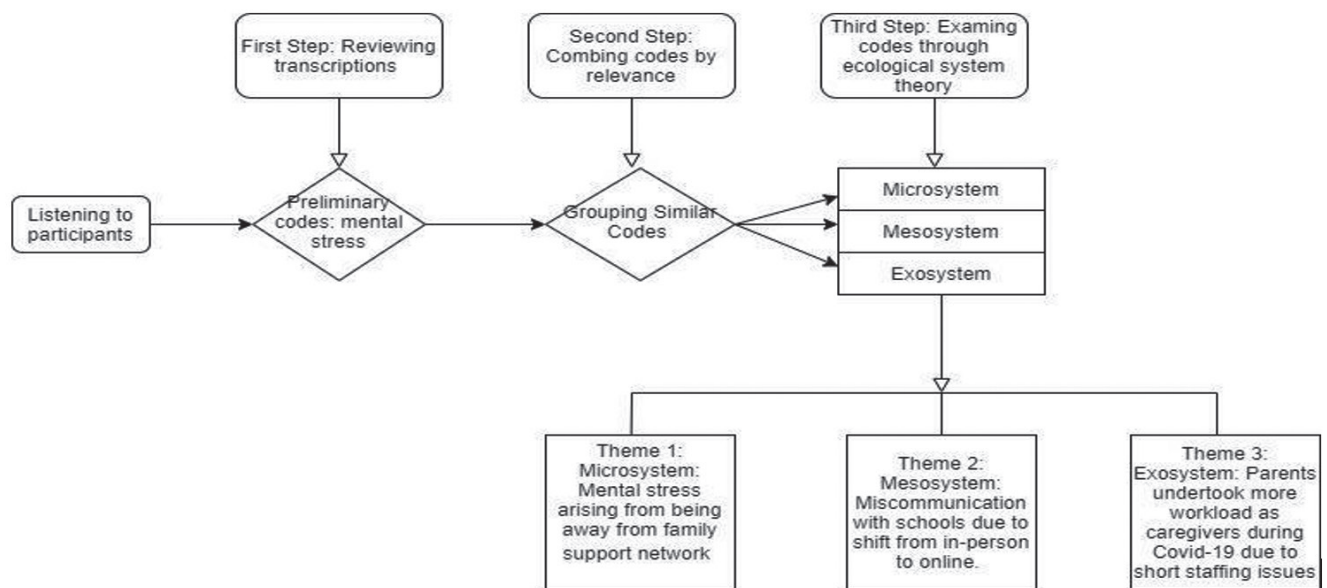 First Step: Reviewing
transcriptions
Second Step:
Combing codes by
relevance
Third Step: Examing
codes through
ecological system
theory
Listening to
participants
Preliminary
codes: mental
stress
Grouping Similar
Codes
Microsystem
Mesosystem
Exosystem
Theme 1:
Microsystem:
Mental stress
arising from being
away from family
support network
Theme 2:
Mesosystem:
Miscommunication
with schools due to
shift from in-person
to online.
Theme 3:
Exosystem: Parents
undertook more
workload as
caregivers during
Covid-19 due to
short staffing issues